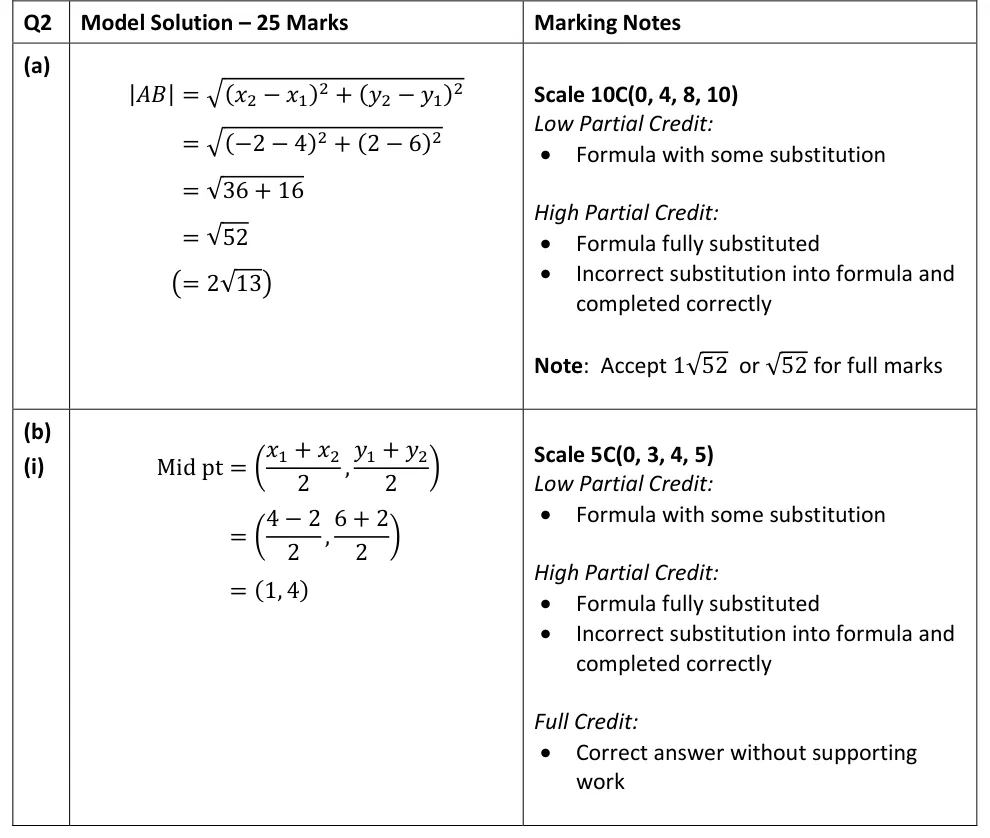 Q2 Model Solution – 25 Marks Marking Notes
(a)
|AB| = √((x₂ − x₁)² + (y₂ − y₁)²)
= √((−2 − 4)² + (2 − 6)²)
= √(36 + 16)
= √52
(= 2√13)
Scale 10C(0, 4, 8, 10)
Low Partial Credit:
• Formula with some substitution
High Partial Credit:
• Formula fully substituted
• Incorrect substitution into formula and
completed correctly
Note: Accept 1√52 or √52 for full marks
(b)
(i)
Mid pt = ((x₁ + x₂)/2, (y₁ + y₂)/2)
= ((4 − 2)/2, (6 + 2)/2)
= (1, 4)
Scale 5C(0, 3, 4, 5)
Low Partial Credit:
• Formula with some substitution
High Partial Credit:
• Formula fully substituted
• Incorrect substitution into formula and
completed correctly
Full Credit:
• Correct answer without supporting
work